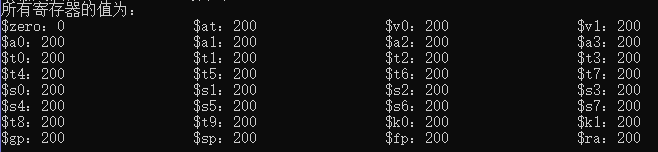 所有寄存器的值为:
$zero: 0 $at: 200 $v0: 200 $v1: 200
$a0: 200 $a1: 200 $a2: 200 $a3: 200
$t0: 200 $t1: 200 $t2: 200 $t3: 200
$t4: 200 $t5: 200 $t6: 200 $t7: 200
$s0: 200 $s1: 200 $s2: 200 $s3: 200
$s4: 200 $s5: 200 $s6: 200 $s7: 200
$t8: 200 $t9: 200 $k0: 200 $k1: 200
$gp: 200 $sp: 200 $fp: 200 $ra: 200